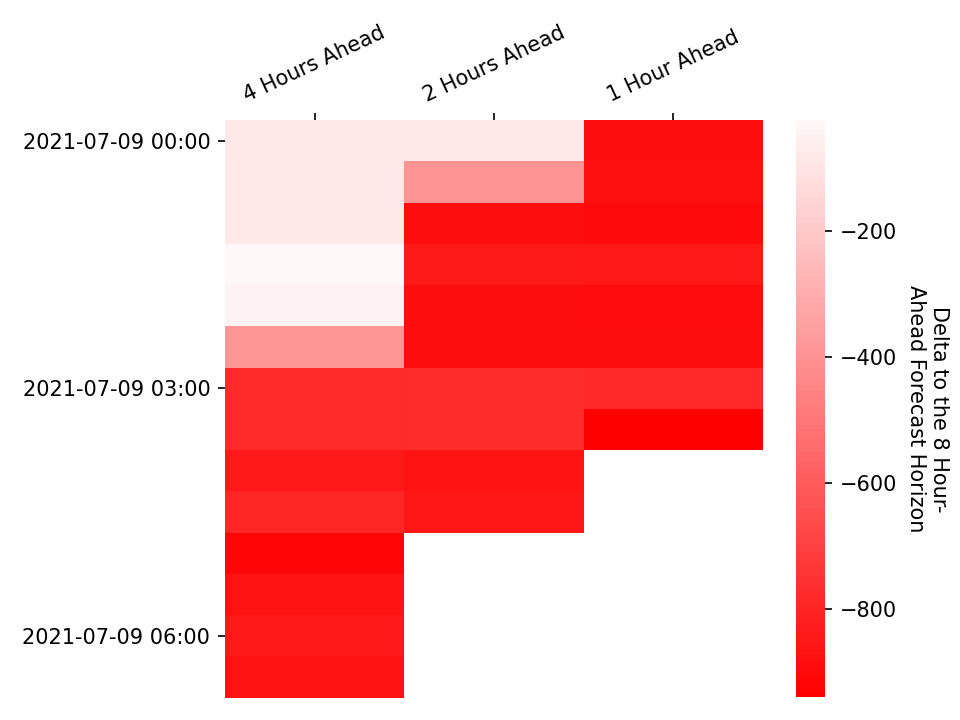 4 Hours Ahead
2 Hours Ahead
1 Hour Ahead
2021-07-09 00:00
2021-07-09 03:00
2021-07-09 06:00
−200
−400
−600
−800
Delta to the 8 Hour-
Ahead Forecast Horizon